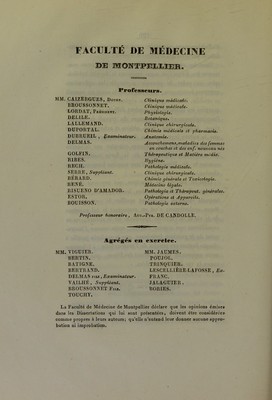 FACULTÉ DE MÉDECINE
DE MONTPELLIER.
Professeurs.
MM. CAIZERGUES, Doyen. Clinique médicale.
BROUSSONNET. Clinique médicale.
LORDAT, Physiologie.
DELILE. Botanique.
LALLEMAND. Clinique chirurgicale.
DUPORTAL. Chimie médicale et pharmacie.
DUBRUEIL, Examinateur. Anatomie.
DELMAS. Accouchemens, maladies des femmes
en couches et des enf. nouveau-nés
GOLFIN. Thérapeutique et Matière médic.
RIBES. Hygiène.
RECH. Pathologie médicale.
SERRE, Suppléant. Clinique chirurgicale.
BÉRARD. Chimie générale et Toxicologie.
RENÉ. Médecine légale.
RISUENO D'AMADOR. Pathologie et Thérapeut. générales.
ESTOR. Opérations et Appareils.
BOUISSON. Pathologie externe.
Professeur honoraire, Aug.-Pyr. DE CANDOLLE.
Agrégés en exercice.
MM. VIGUIER. MM. JAUMES.
BERTIN. POUJOL.
BATIGNE. TRINQUIER.
BERTRAND. LESCELLIÈRE-LAFOSSE, Ex-
DELMAS FILS, Examinateur. FRANC.
VAILHÉ, Suppléant. JALAGUIER.
BROUSSONNET FILS. BORIES.
TOUCHY.
La Faculté de Médecine de Montpellier déclare que les opinions émises
dans les Dissertations qui lui sont présentées, doivent être considérées
comme propres à leurs auteurs; qu'elle n'entend leur donner aucune appro-
bation ni improbation.